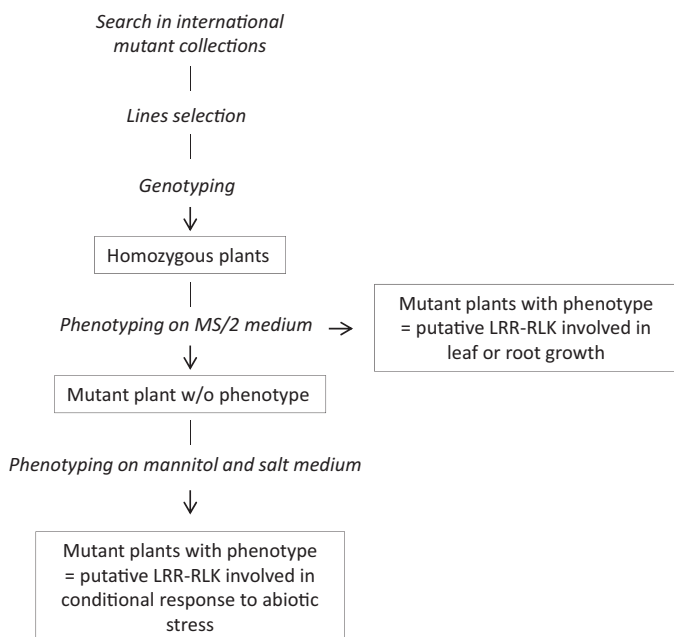 Search in international
mutant collections
Lines selection
Genotyping
Homozygous plants
Phenotyping on MS/2 medium
Mutant plants with phenotype
= putative LRR-RLK involved in
leaf or root growth
Mutant plant w/o phenotype
Phenotyping on mannitol and salt medium
Mutant plants with phenotype
= putative LRR-RLK involved in
conditional response to abiotic
stress